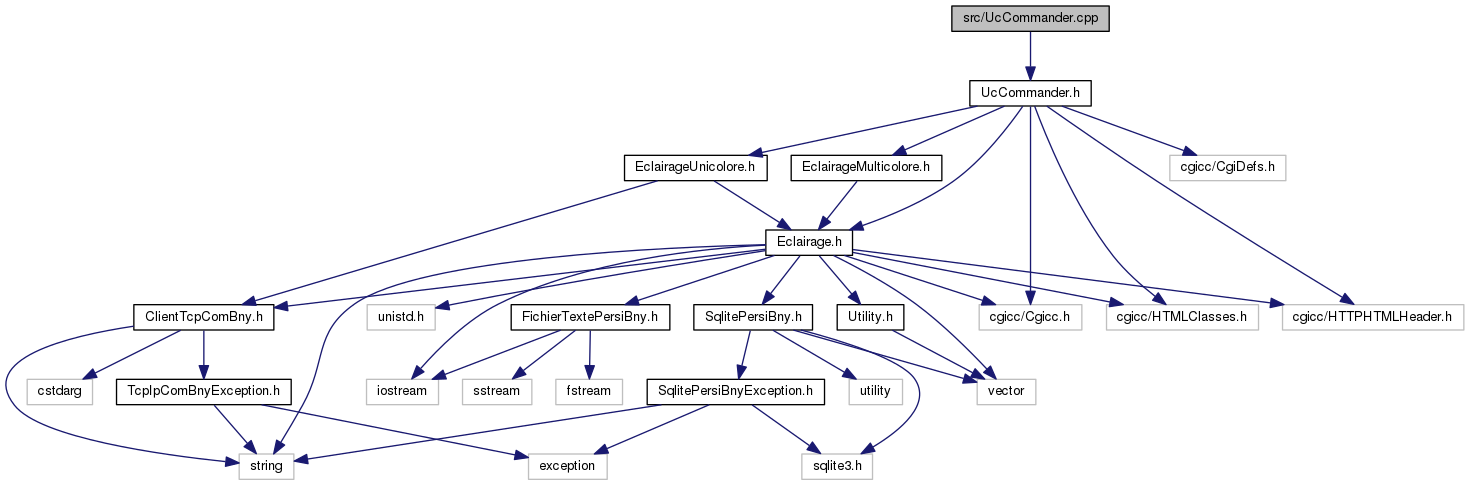 src/UcCommander.cpp
UcCommander.h
EclairageUnicolore.h
EclairageMulticolore.h
cgicc/CgiDefs.h
Eclairage.h
ClientTcpComBny.h
unistd.h
FichierTextePersiBny.h
SqlitePersiBny.h
Utility.h
cgicc/Cgicc.h
cgicc/HTMLClasses.h
cgicc/HTTPHTMLHeader.h
cstdarg
TcpIpComBnyException.h
iostream
sstream
fstream
SqlitePersiBnyException.h
utility
vector
string
exception
sqlite3.h